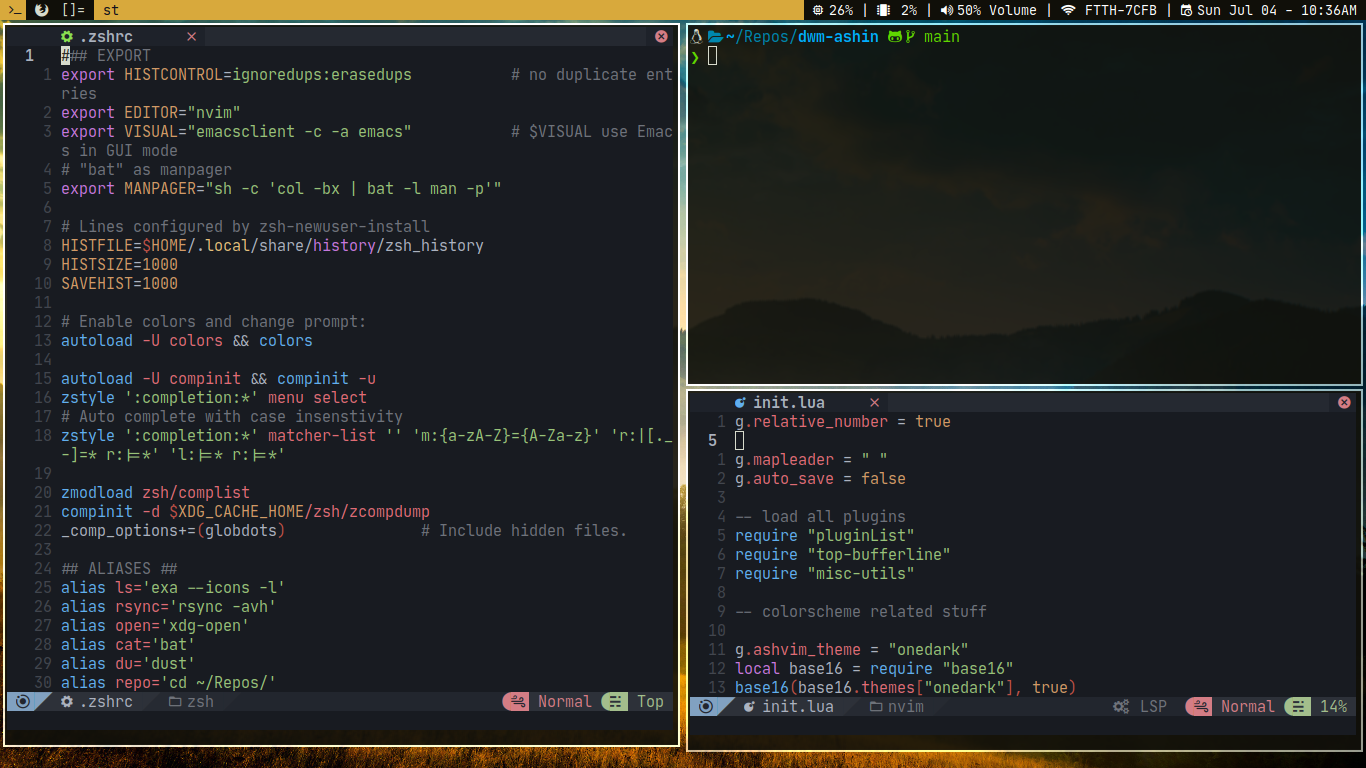 >_ []= st 26% | 2% | 50% Volume | FTTH-7CFB | Sun Jul 04 - 10:36AM
.zshrc
1 ### EXPORT
1 export HISTCONTROL=ignoredups:erasedups # no duplicate ent
ries
2 export EDITOR="nvim"
3 export VISUAL="emacsclient -c -a emacs" # $VISUAL use Emac
s in GUI mode
4 # "bat" as manpager
5 export MANPAGER="sh -c 'col -bx | bat -l man -p'"
6
7 # Lines configured by zsh-newuser-install
8 HISTFILE=$HOME/.local/share/history/zsh_history
9 HISTSIZE=1000
10 SAVEHIST=1000
11
12 # Enable colors and change prompt:
13 autoload -U colors && colors
14
15 autoload -U compinit && compinit -u
16 zstyle ':completion:*' menu select
17 # Auto complete with case insenstivity
18 zstyle ':completion:*' matcher-list '' 'm:{a-zA-Z}={A-Za-z}' 'r:|[._
-]=* r:|=*' 'l:|=* r:|=*'
19
20 zmodload zsh/complist
21 compinit -d $XDG_CACHE_HOME/zsh/zcompdump
22 _comp_options+=(globdots) # Include hidden files.
23
24 ## ALIASES ##
25 alias ls='exa --icons -l'
26 alias rsync='rsync -avh'
27 alias open='xdg-open'
28 alias cat='bat'
29 alias du='dust'
30 alias repo='cd ~/Repos/'
.zshrc zsh Normal Top
~/Repos/dwm-ashin main
❯
init.lua
1 g.relative_number = true
5
1 g.mapleader = " "
2 g.auto_save = false
3
4 -- load all plugins
5 require "pluginList"
6 require "top-bufferline"
7 require "misc-utils"
8
9 -- colorscheme related stuff
10
11 g.ashvim_theme = "onedark"
12 local base16 = require "base16"
13 base16(base16.themes["onedark"], true)
init.lua nvim LSP Normal 14%